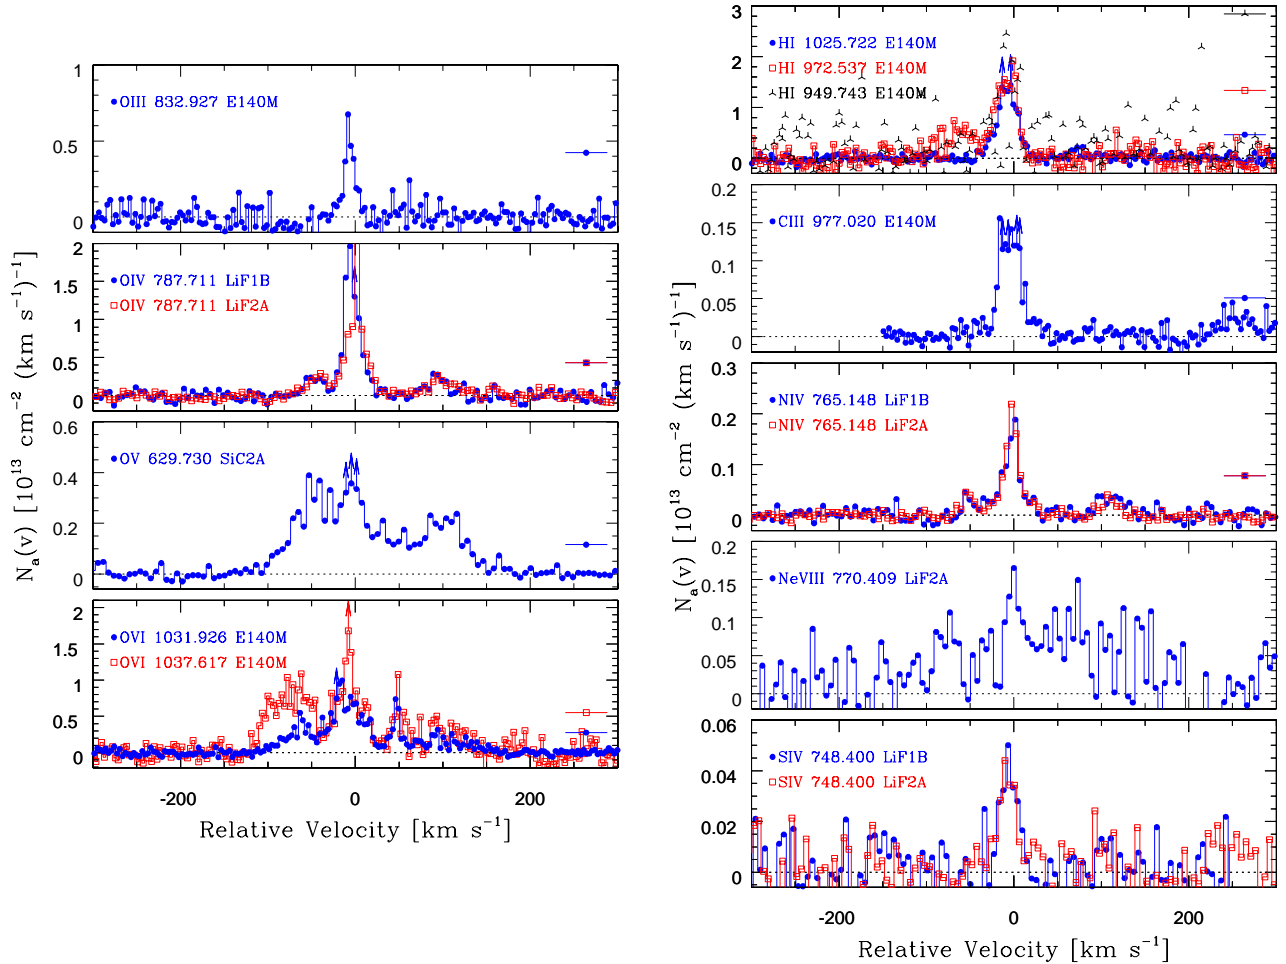 1
OIII 832.927 E140M
0.5
0
2
OIV 787.711 LiF1B
1.5
OIV 787.711 LiF2A
0.5
0
0.6
OV 629.730 SiC2A
0.4
0.2
0
2
OVI 1031.926 E140M
1.5
OVI 1037.617 E140M
1
0.5
0
-200 0 200
Relative Velocity [km s⁻¹]
Nₐ(v) [10¹³ cm⁻² (km s⁻¹)⁻¹]
3
HI 1025.722 E140M
2
HI 972.537 E140M
HI 949.743 E140M
1
0
0.2
CIII 977.020 E140M
0.15
0.1
0.05
0
0.3
NIV 765.148 LiF1B
0.2
NIV 765.148 LiF2A
0.1
0
0.2
NeVIII 770.409 LiF2A
0.15
0.1
0.05
0
0.06
SIV 748.400 LiF1B
SIV 748.400 LiF2A
0.04
0.02
0
-200 0 200
Relative Velocity [km s⁻¹]
Nₐ(v) [10¹³ cm⁻² (km s⁻¹)⁻¹]